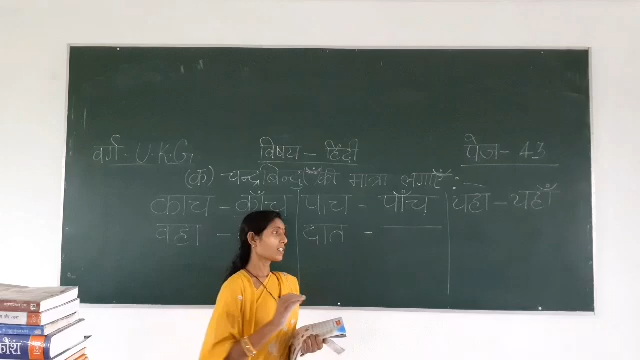 वर्ग - U.K.G. विषय - हिंदी पेज - 43
(क) - चन्द्रबिन्दु ँ की मात्रा लगाएँ :-
काच - काँच पाच - पाँच यहा - यहाँ
वहा - दात -